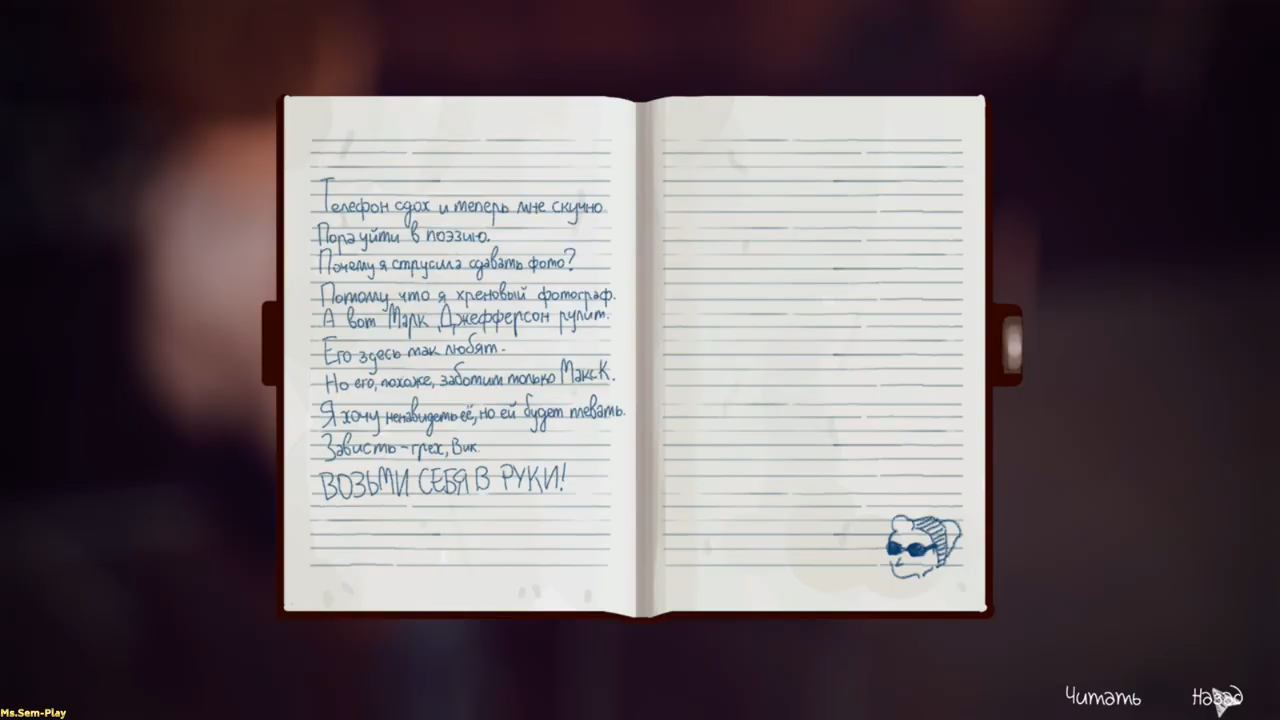 Телефон сдох и теперь мне скучно.
Пора уйти в поэзию.
Почему я струсила сдавать фото?
Потому, что я хреновый фотограф.
А вот Марк Джефферсон рулит.
Его здесь так любят.
Но его, похоже, заботит только МаксК.
Я хочу ненавидеть её, но ей будет плевать.
Зависть - грех, Вик.
ВОЗЬМИ СЕБЯ В РУКИ!
Читать
Назад
Ms.Sem-Play